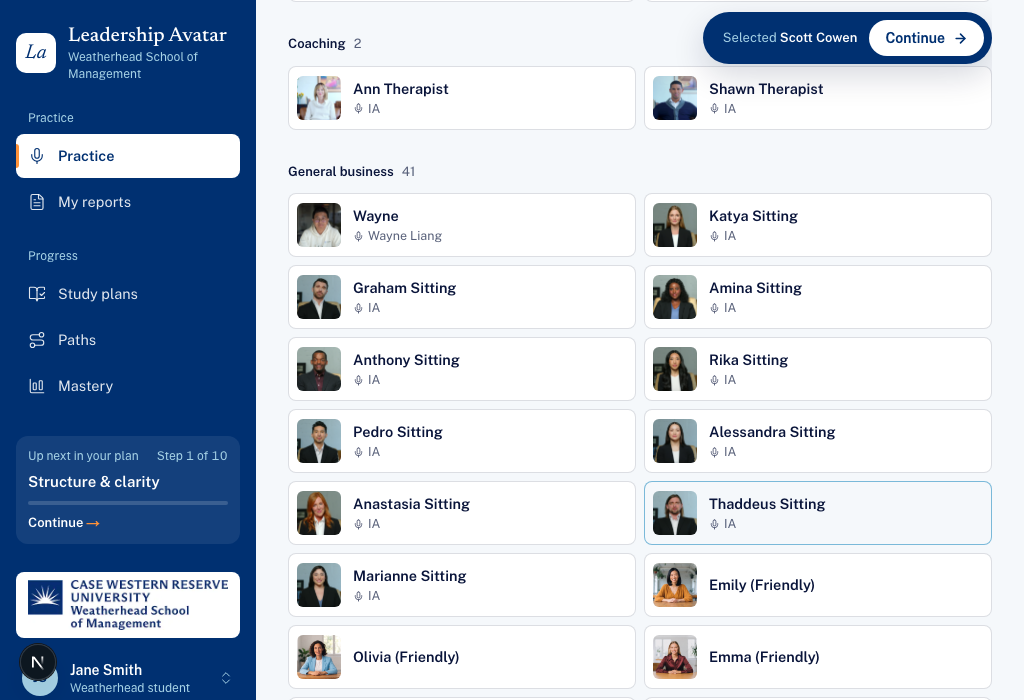 La
Leadership Avatar
Weatherhead School of
Management
Practice
Practice
My reports
Progress
Study plans
Paths
Mastery
Up next in your plan Step 1 of 10
Structure & clarity
Continue →
CASE WESTERN RESERVE
UNIVERSITY
Weatherhead School
of Management
N
Jane Smith
Weatherhead student
Selected Scott Cowen
Continue →
Coaching 2
Ann Therapist
IA
Shawn Therapist
IA
General business 41
Wayne
Wayne Liang
Katya Sitting
IA
Graham Sitting
IA
Amina Sitting
IA
Anthony Sitting
IA
Rika Sitting
IA
Pedro Sitting
IA
Alessandra Sitting
IA
Anastasia Sitting
IA
Thaddeus Sitting
IA
Marianne Sitting
IA
Emily (Friendly)
Olivia (Friendly)
Emma (Friendly)